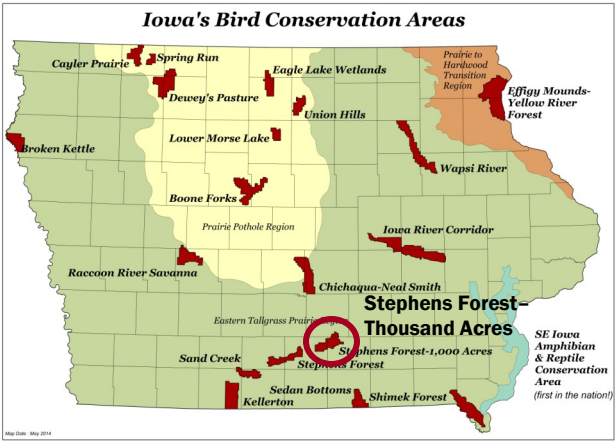 Iowa's Bird Conservation Areas
Cayler Prairie
Spring Run
Dewey's Pasture
Eagle Lake Wetlands
Union Hills
Prairie to
Hardwood
Transition
Region
Effigy Mounds-
Yellow River
Forest
Broken Kettle
Lower Morse Lake
Wapsi River
Boone Forks
Prairie Pothole Region
Iowa River Corridor
Raccoon River Savanna
Chichaqua-Neal Smith
Stephens Forest–
Thousand Acres
Eastern Tallgrass Prairie
Stephens Forest-1,000 Acres
Stephens Forest
Sand Creek
SE Iowa
Amphibian
& Reptile
Conservation
Area
(first in the nation!)
Kellerton
Sedan Bottoms
Shimek Forest
Map Date : May 2014